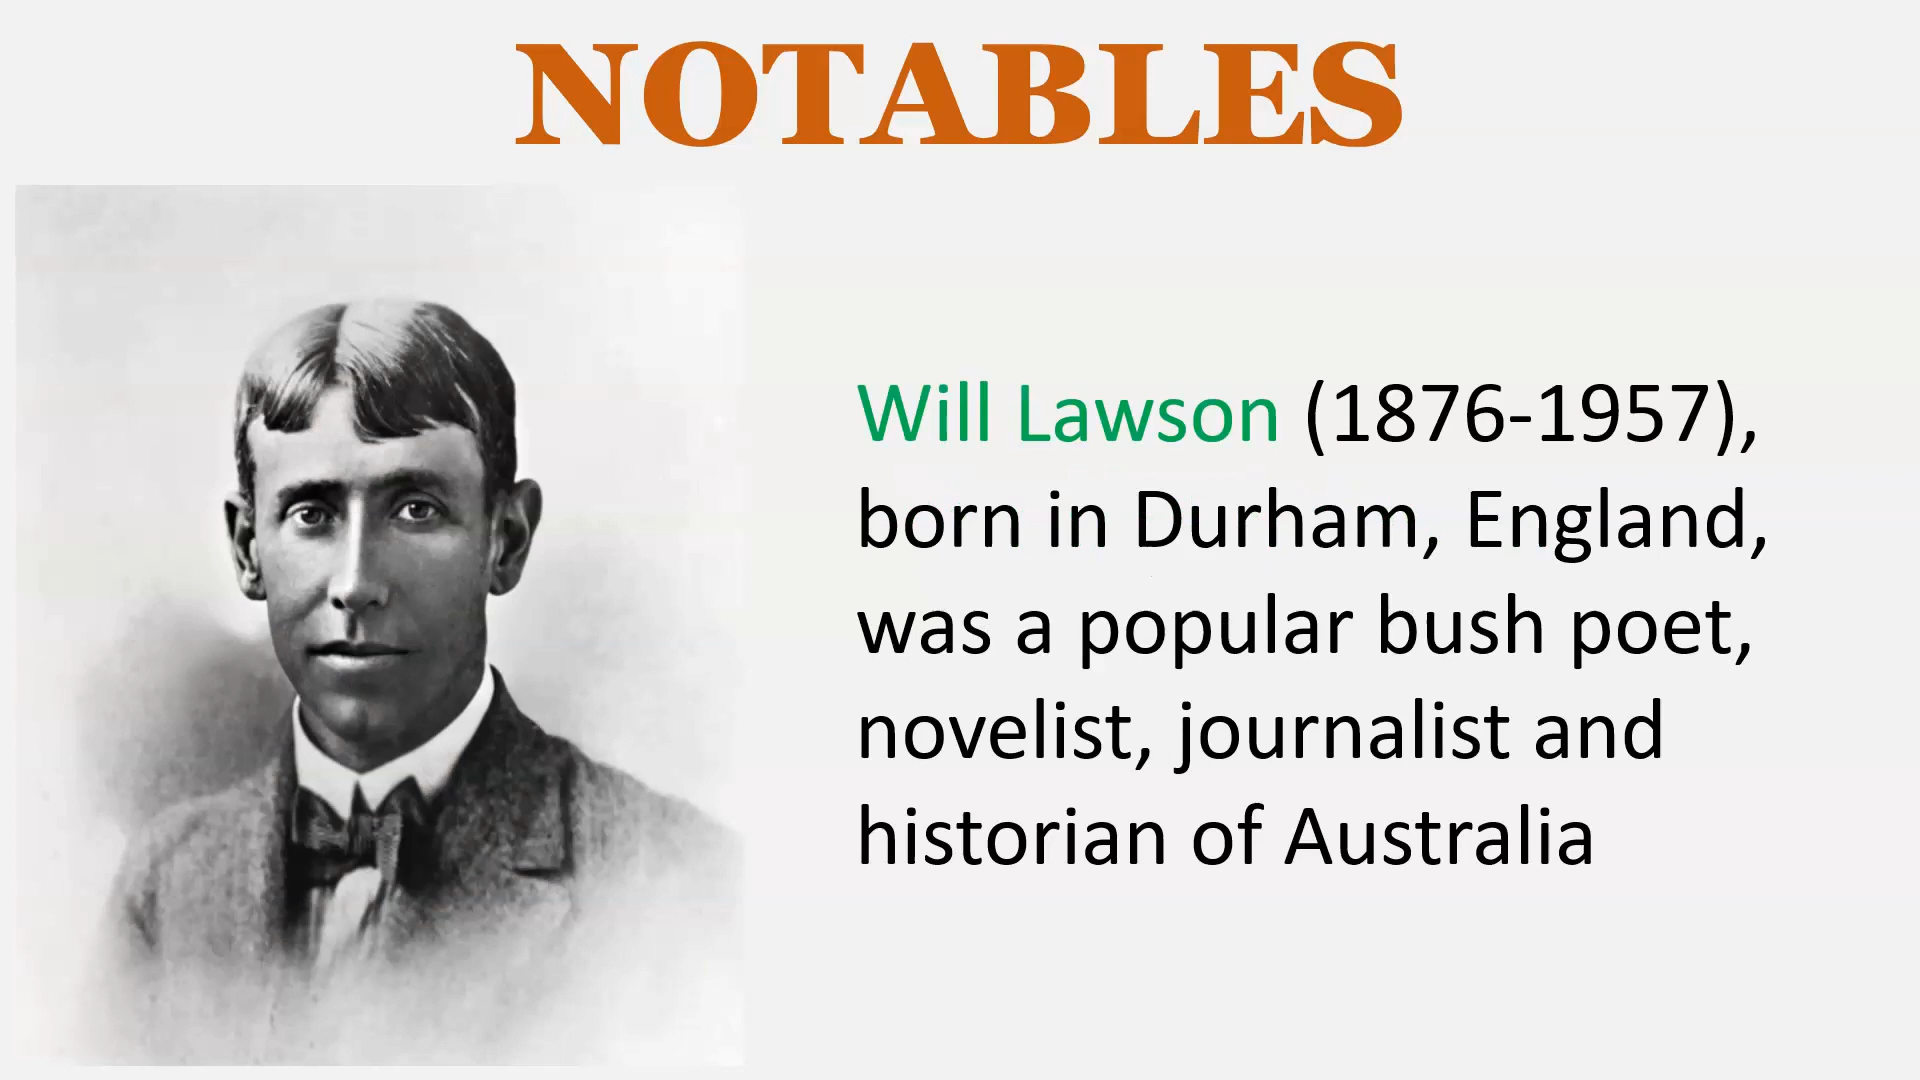 NOTABLES
Will Lawson (1876-1957),
born in Durham, England,
was a popular bush poet,
novelist, journalist and
historian of Australia